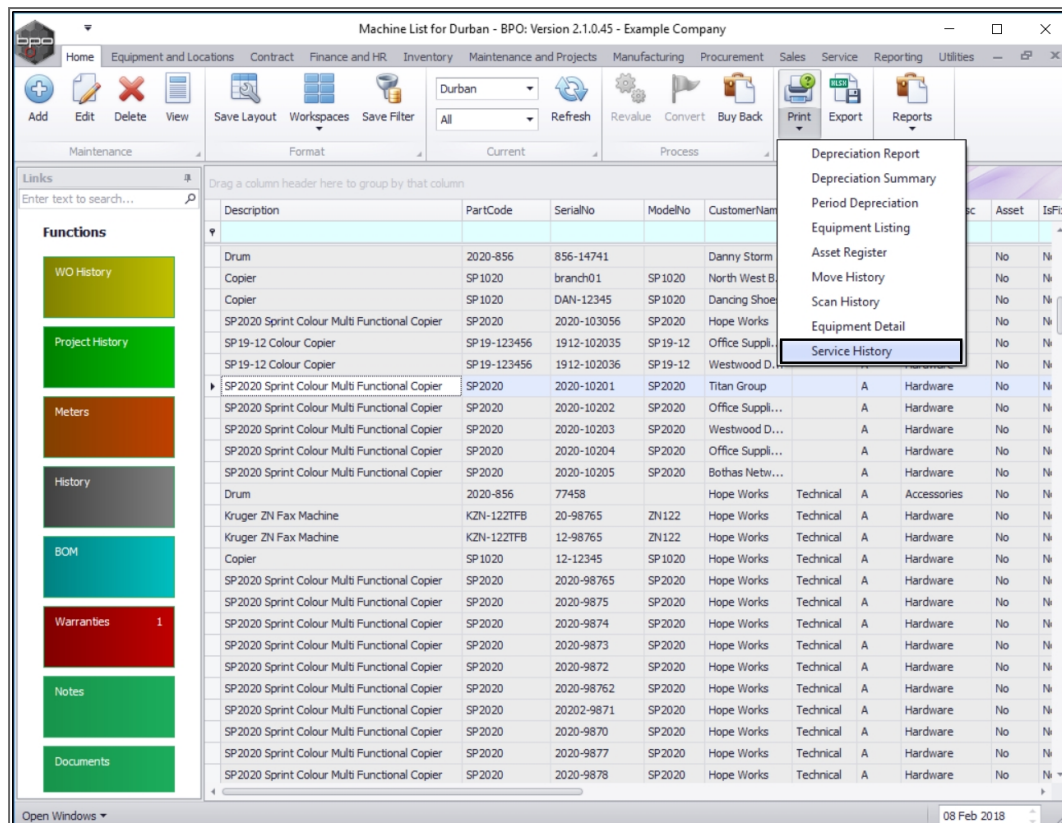 Machine List for Durban - BPO: Version 2.1.0.45 - Example Company
bpo
Home Equipment and Locations Contract Finance and HR Inventory Maintenance and Projects Manufacturing Procurement Sales Service Reporting Utilities
Add Edit Delete View Save Layout Workspaces Save Filter Durban All Refresh Revalue Convert Buy Back Print Export Reports
Maintenance Format Current Process
Depreciation Report
Depreciation Summary
Period Depreciation
Equipment Listing
Asset Register
Move History
Scan History
Equipment Detail
Service History
Links
Enter text to search...
Functions
WO History
Project History
Meters
History
BOM
Warranties 1
Notes
Documents
Drag a column header here to group by that column
Description PartCode SerialNo ModelNo CustomerNam sc Asset IsFi
Drum 2020-856 856-14741 Danny Storm No
Copier SP1020 branch01 SP1020 North West B. No
Copier SP1020 DAN-12345 SP1020 Dancing Shoe No
SP2020 Sprint Colour Multi Functional Copier SP2020 2020-103056 SP2020 Hope Works No
SP19-12 Colour Copier SP19-123456 1912-102035 SP19-12 Office Suppli.. No
SP19-12 Colour Copier SP19-123456 1912-102036 SP19-12 Westwood D... A Hardware No
SP2020 Sprint Colour Multi Functional Copier SP2020 2020-10201 SP2020 Titan Group A Hardware No
SP2020 Sprint Colour Multi Functional Copier SP2020 2020-10202 SP2020 Office Suppli... A Hardware No
SP2020 Sprint Colour Multi Functional Copier SP2020 2020-10203 SP2020 Westwood D... A Hardware No
SP2020 Sprint Colour Multi Functional Copier SP2020 2020-10204 SP2020 Office Suppli... A Hardware No
SP2020 Sprint Colour Multi Functional Copier SP2020 2020-10205 SP2020 Bothas Netw... A Hardware No
Drum 2020-856 77458 Hope Works Technical A Accessories No
Kruger ZN Fax Machine KZN-122TFB 20-98765 ZN122 Hope Works Technical A Hardware No
Kruger ZN Fax Machine KZN-122TFB 12-98765 ZN122 Hope Works Technical A Hardware No
Copier SP1020 12-12345 SP1020 Hope Works Technical A Hardware No
SP2020 Sprint Colour Multi Functional Copier SP2020 2020-98765 SP2020 Hope Works Technical A Hardware No
SP2020 Sprint Colour Multi Functional Copier SP2020 2020-9875 SP2020 Hope Works Technical A Hardware No
SP2020 Sprint Colour Multi Functional Copier SP2020 2020-9874 SP2020 Hope Works Technical A Hardware No
SP2020 Sprint Colour Multi Functional Copier SP2020 2020-9873 SP2020 Hope Works Technical A Hardware No
SP2020 Sprint Colour Multi Functional Copier SP2020 2020-9872 SP2020 Hope Works Technical A Hardware No
SP2020 Sprint Colour Multi Functional Copier SP2020 2020-98762 SP2020 Hope Works Technical A Hardware No
SP2020 Sprint Colour Multi Functional Copier SP2020 20202-9871 SP2020 Hope Works Technical A Hardware No
SP2020 Sprint Colour Multi Functional Copier SP2020 2020-9870 SP2020 Hope Works Technical A Hardware No
SP2020 Sprint Colour Multi Functional Copier SP2020 2020-9877 SP2020 Hope Works Technical A Hardware No
SP2020 Sprint Colour Multi Functional Copier SP2020 2020-9878 SP2020 Hope Works Technical A Hardware No
Open Windows 08 Feb 2018